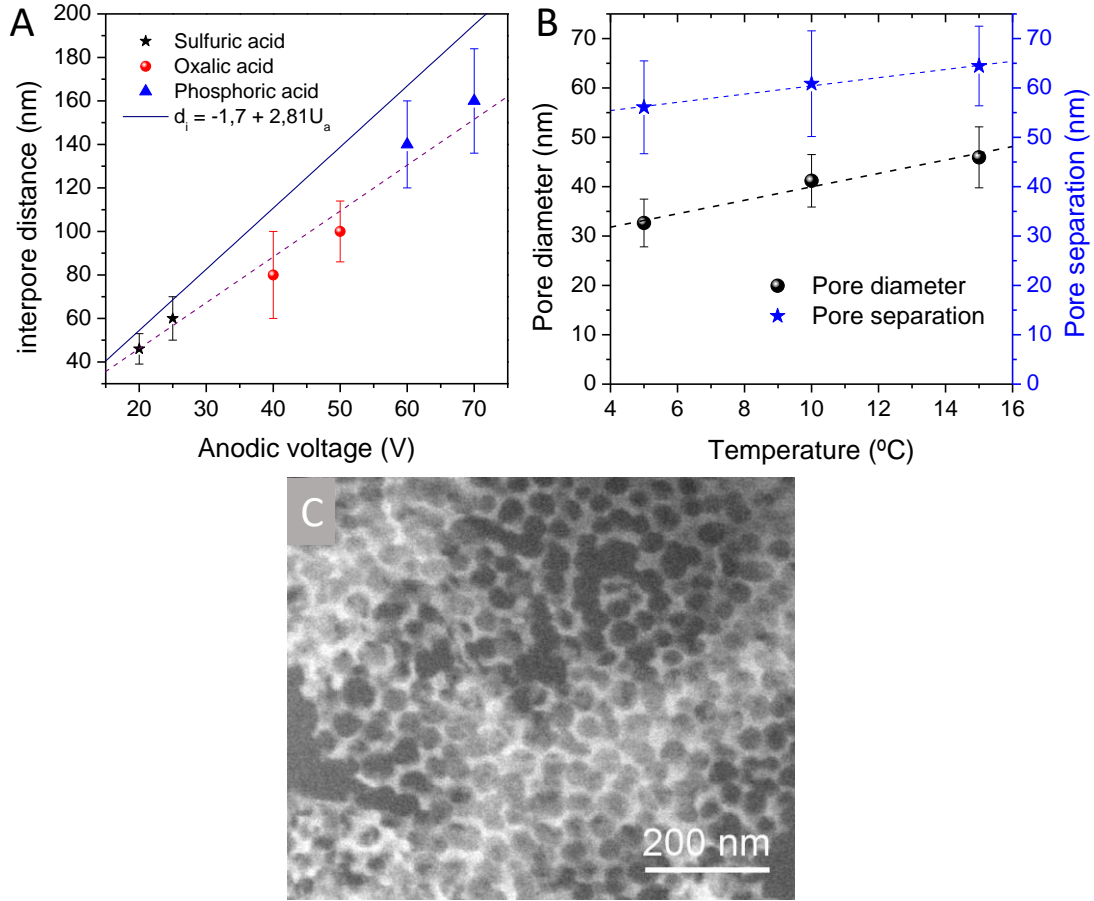 A
200
180
160
140
120
100
80
60
40
20
30
40
50
60
70
interpore distance (nm)
Anodic voltage (V)
Sulfuric acid
Oxalic acid
Phosphoric acid
di = -1,7 + 2,81Ua
B
70
60
50
40
30
20
10
0
4
6
8
10
12
14
16
70
60
50
40
30
20
10
0
Pore diameter (nm)
Pore separation (nm)
Temperature (ºC)
Pore diameter
Pore separation
C
200 nm